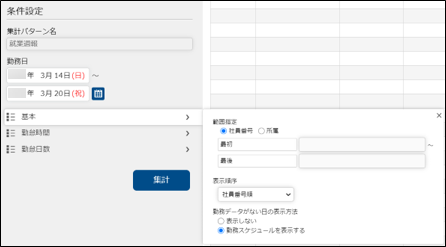 条件設定
集計パターン名
就業週報
勤務日
年 3月14日(日) ～
年 3月20日(祝)
基本
勤怠時間
勤怠日数
集計
範囲指定
社員番号 所属
最初 ～
最後
表示順序
社員番号順
勤務データがない日の表示方法
表示しない
勤務スケジュールを表示する